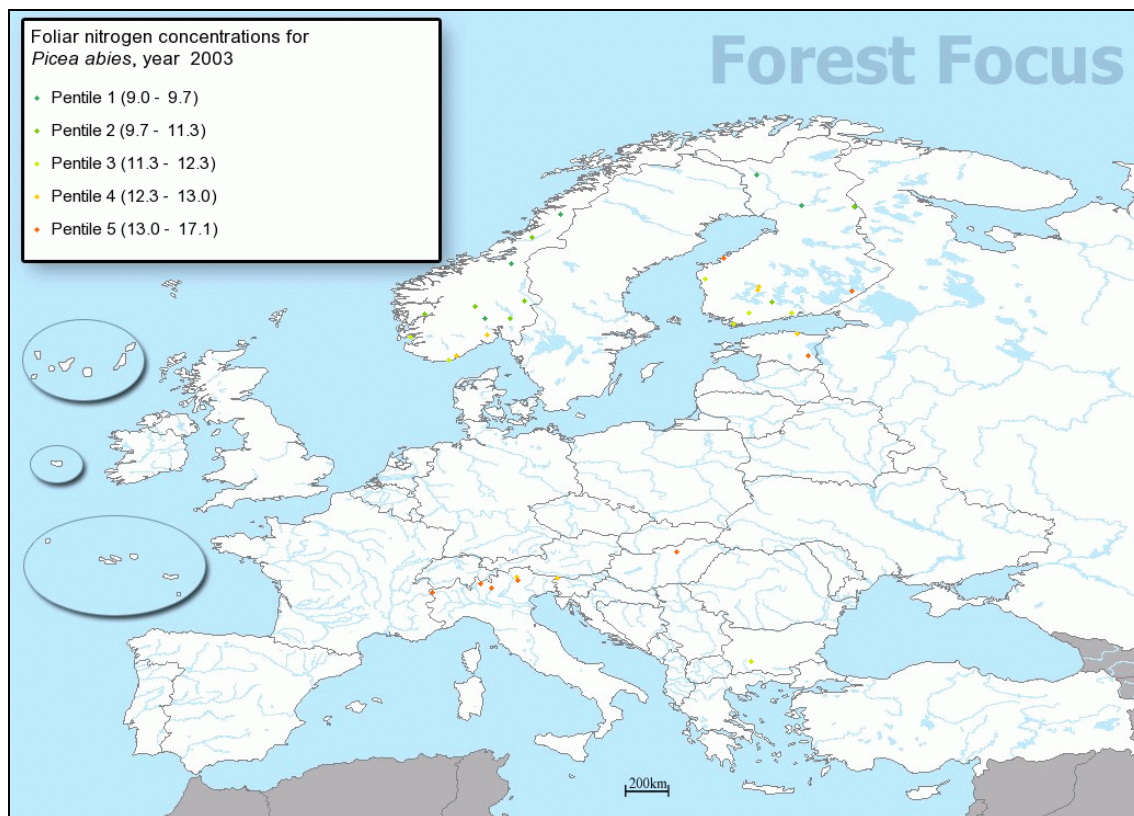 Foliar nitrogen concentrations for
Picea abies, year 2003
Pentile 1 (9.0 - 9.7)
Pentile 2 (9.7 - 11.3)
Pentile 3 (11.3 - 12.3)
Pentile 4 (12.3 - 13.0)
Pentile 5 (13.0 - 17.1)
Forest Focus
200km